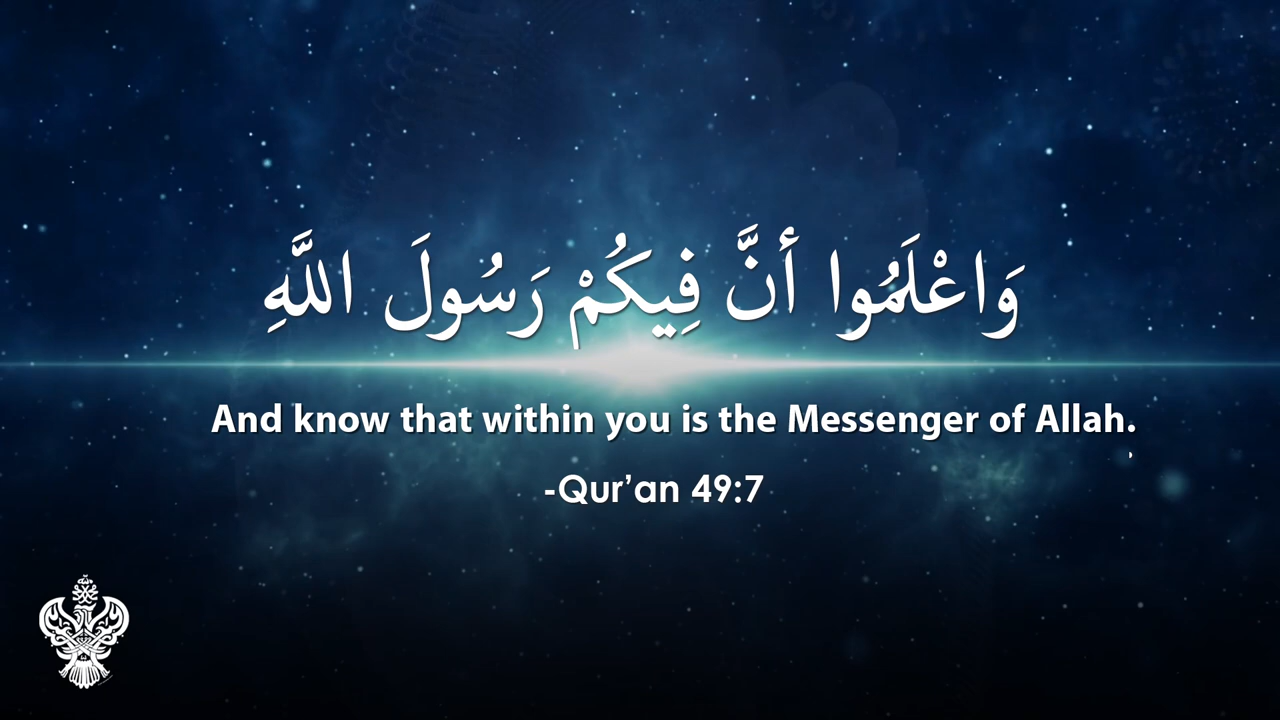 وَاعْلَمُوا أَنَّ فِيكُمْ رَسُولَ اللَّهِ
And know that within you is the Messenger of Allah.
-Qur’an 49:7